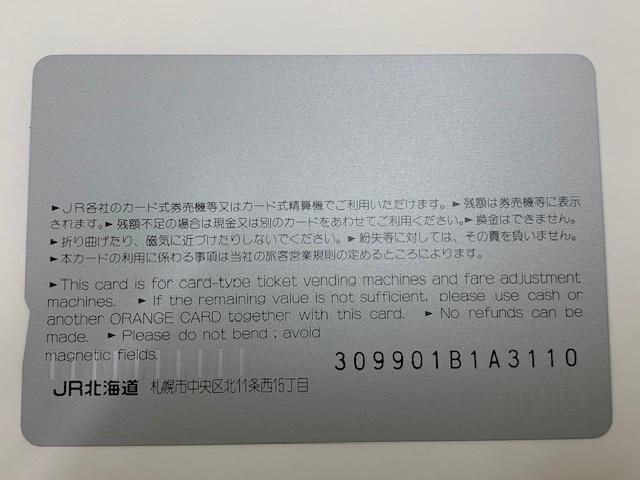 ►JR各社のカード式券売機等又はカード式精算機でご利用いただけます。►残額は券売機等に表示
されます。►残額不足の場合は現金又は別のカードをあわせてご利用ください。►換金はできません。
►折り曲げたり、磁気に近づけたりしないでください。►紛失等に対しては、その責を負いません。
►本カードの利用に係わる事項は当社の旅客営業規則の定めるところによります。
►This card is for card-type ticket vending machines and fare adjustment
machines. ►If the remaining value is not sufficient, please use cash or
another ORANGE CARD together with this card. ►No refunds can be
made. ►Please do not bend; avoid
magnetic fields.
309901B1A3110
JR北海道 札幌市中央区北11条西15丁目